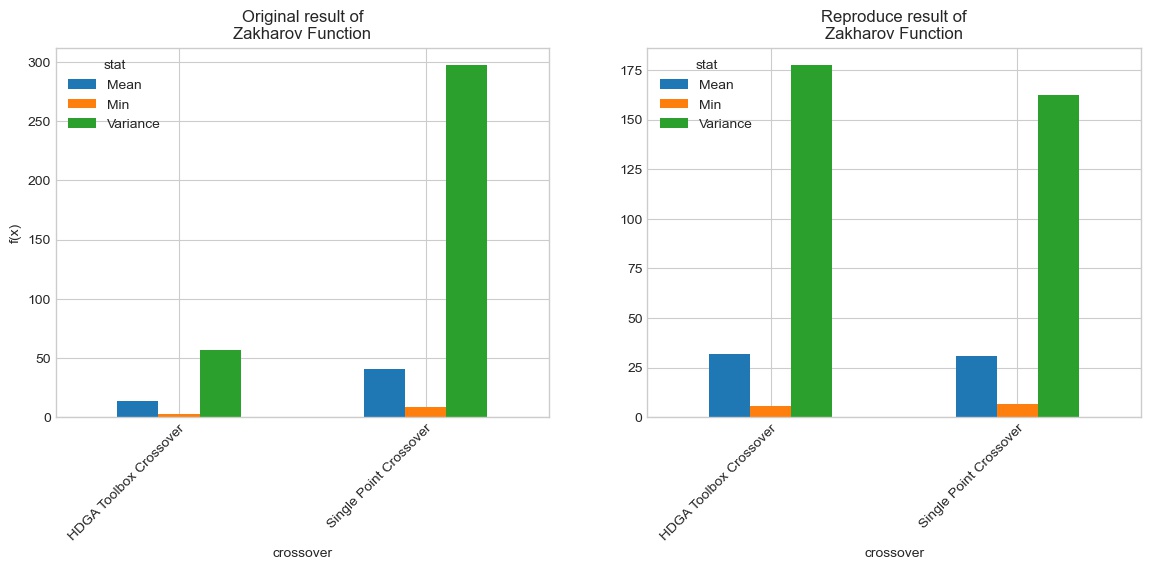 Original result of
Zakharov Function
stat
Mean
Min
Variance
300
250
200
150
100
50
0
f(x)
HDGA Toolbox Crossover
Single Point Crossover
crossover
Reproduce result of
Zakharov Function
stat
Mean
Min
Variance
175
150
125
100
75
50
25
0
HDGA Toolbox Crossover
Single Point Crossover
crossover